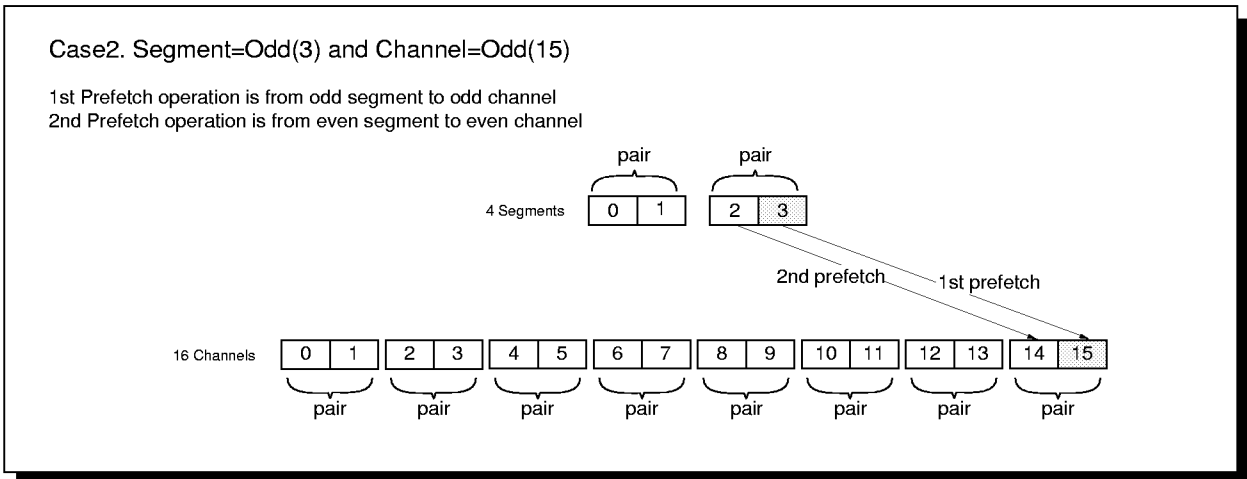 Case2. Segment=Odd(3) and Channel=Odd(15)
1st Prefetch operation is from odd segment to odd channel
2nd Prefetch operation is from even segment to even channel
pair pair
4 Segments 0 1 2 3
2nd prefetch 1st prefetch
16 Channels 0 1 2 3 4 5 6 7 8 9 10 11 12 13 14 15
pair pair pair pair pair pair pair pair